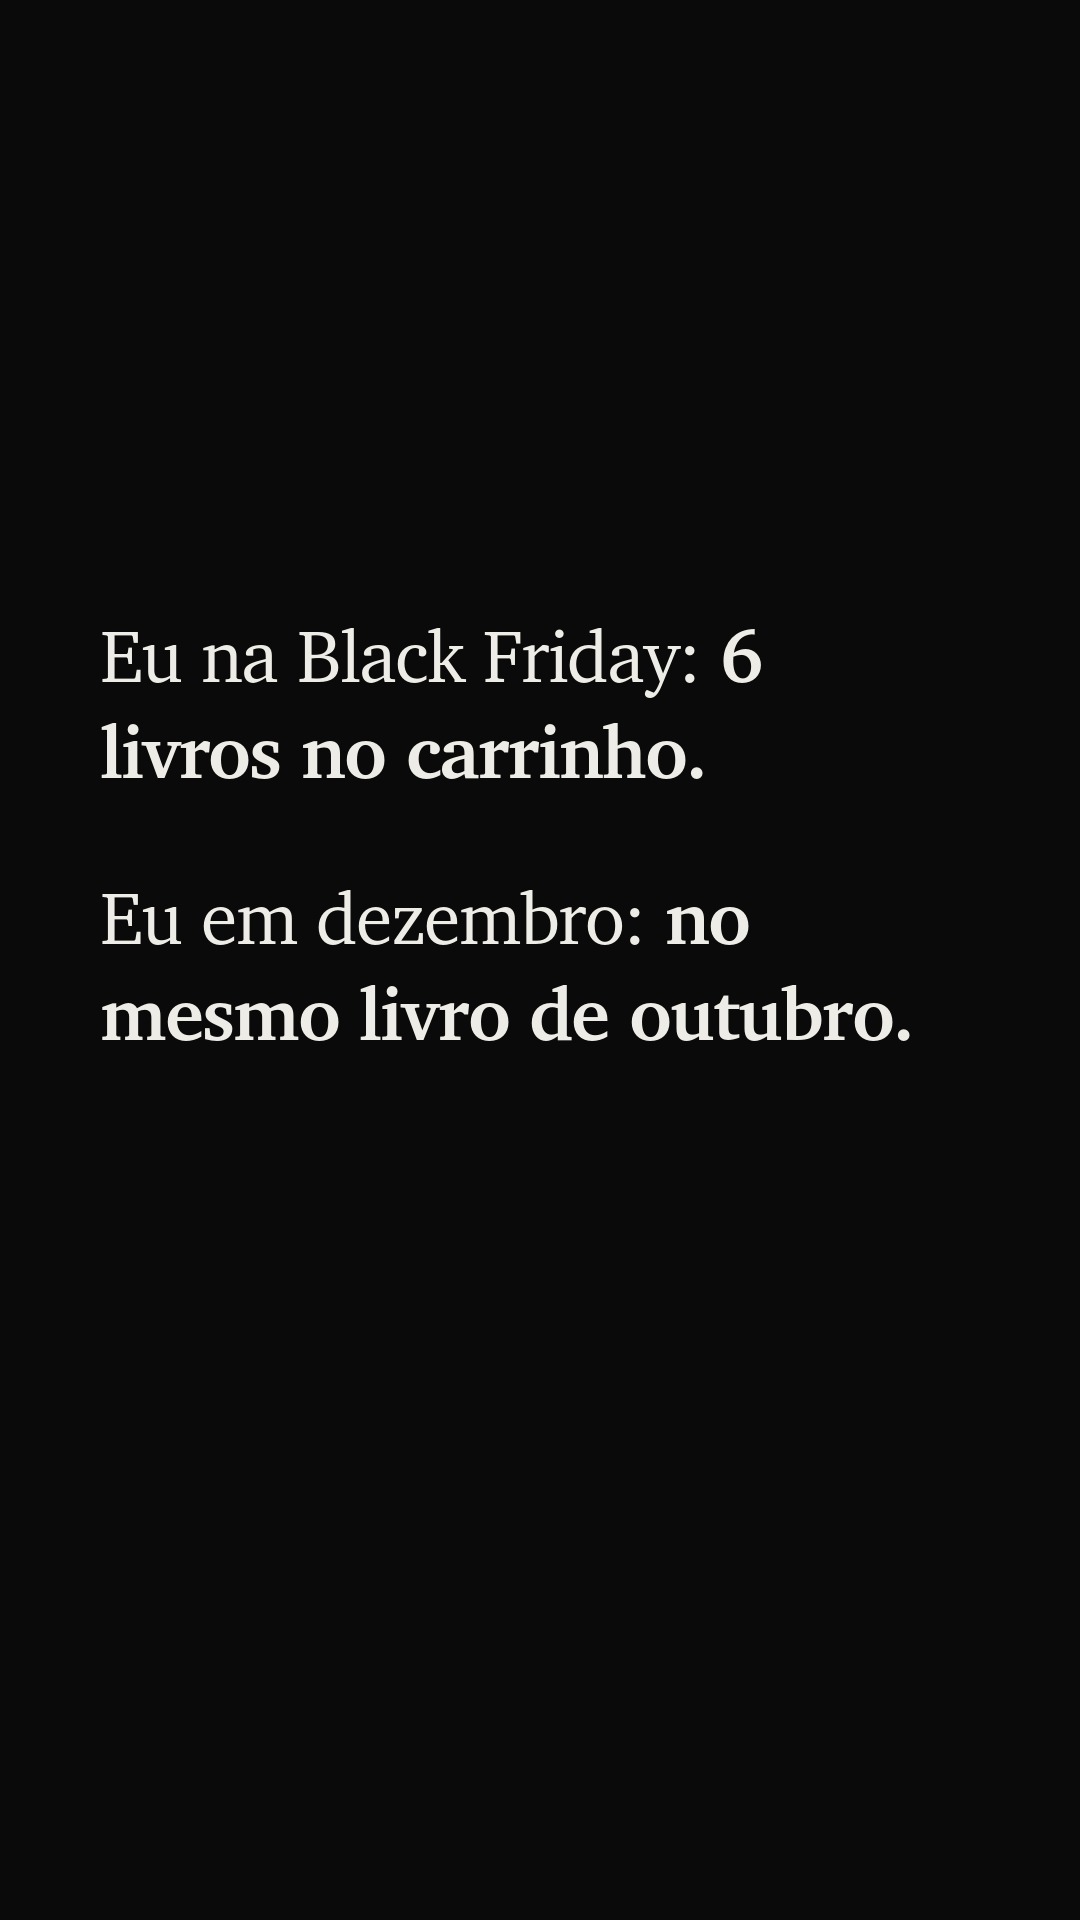 Eu na Black Friday: 6
livros no carrinho.
Eu em dezembro: no
mesmo livro de outubro.